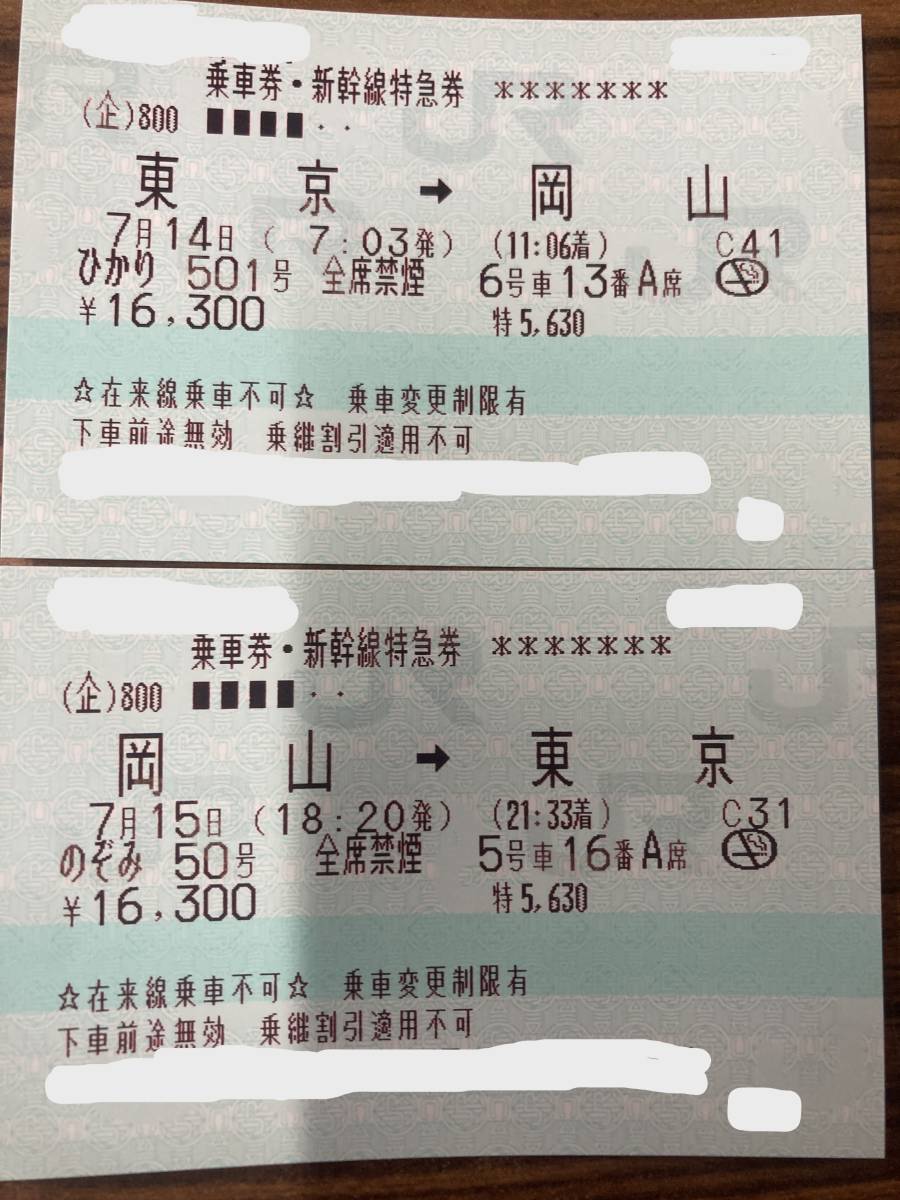 乗車券・新幹線特急券 *******
(企)800 ■■■■・・
東京 → 岡山
7月14日 ( 7:03発) (11:06着) C41
ひかり 501号 全席禁煙 6号車13番A席
¥16,300 特5,630
☆在来線乗車不可☆ 乗車変更制限有
下車前途無効 乗継割引適用不可
乗車券・新幹線特急券 *******
(企)800 ■■■■・・
岡山 → 東京
7月15日 (18:20発) (21:33着) C31
のぞみ 50号 全席禁煙 5号車16番A席
¥16,300 特5,630
☆在来線乗車不可☆ 乗車変更制限有
下車前途無効 乗継割引適用不可